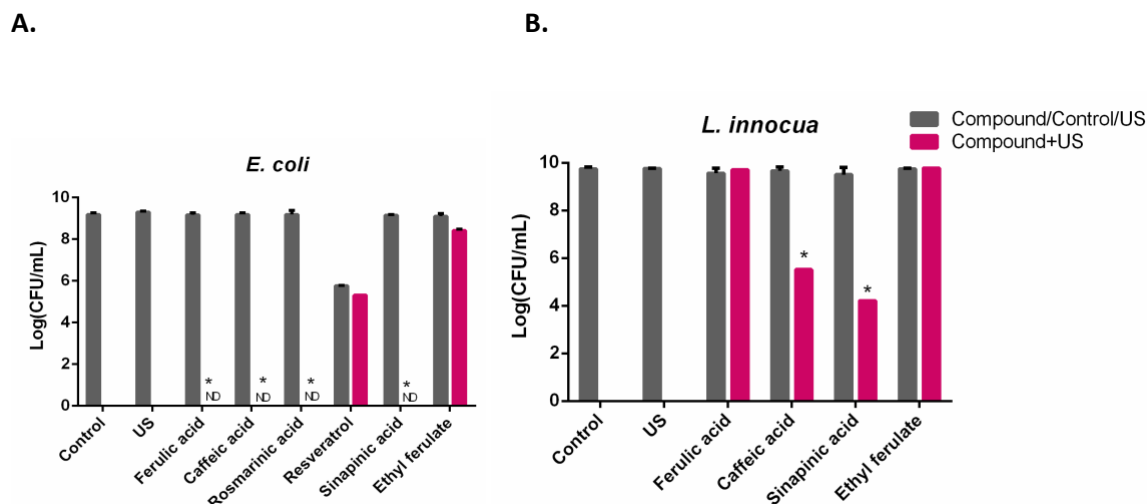 A.
B.
E. coli
Log(CFU/mL)
10
8
6
4
2
0
* ND
* ND
* ND
* ND
Control
US
Ferulic acid
Caffeic acid
Rosmarinic acid
Resveratrol
Sinapinic acid
Ethyl ferulate
L. innocua
Compound/Control/US
Compound+US
Log(CFU/mL)
10
8
6
4
2
0
*
*
Control
US
Ferulic acid
Caffeic acid
Sinapinic acid
Ethyl ferulate